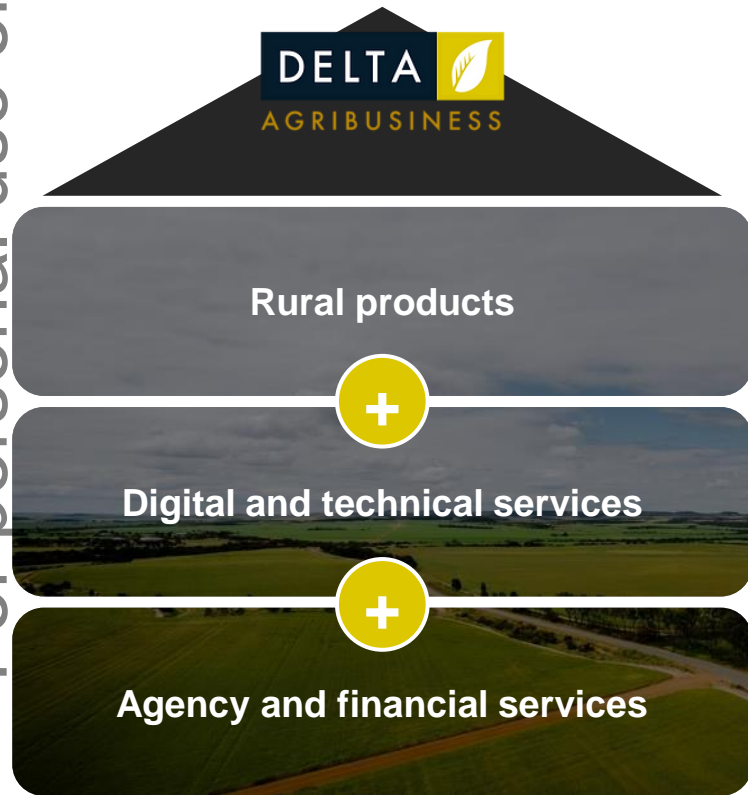 DELTA
AGRIBUSINESS
Rural products
+
Digital and technical services
+
Agency and financial services